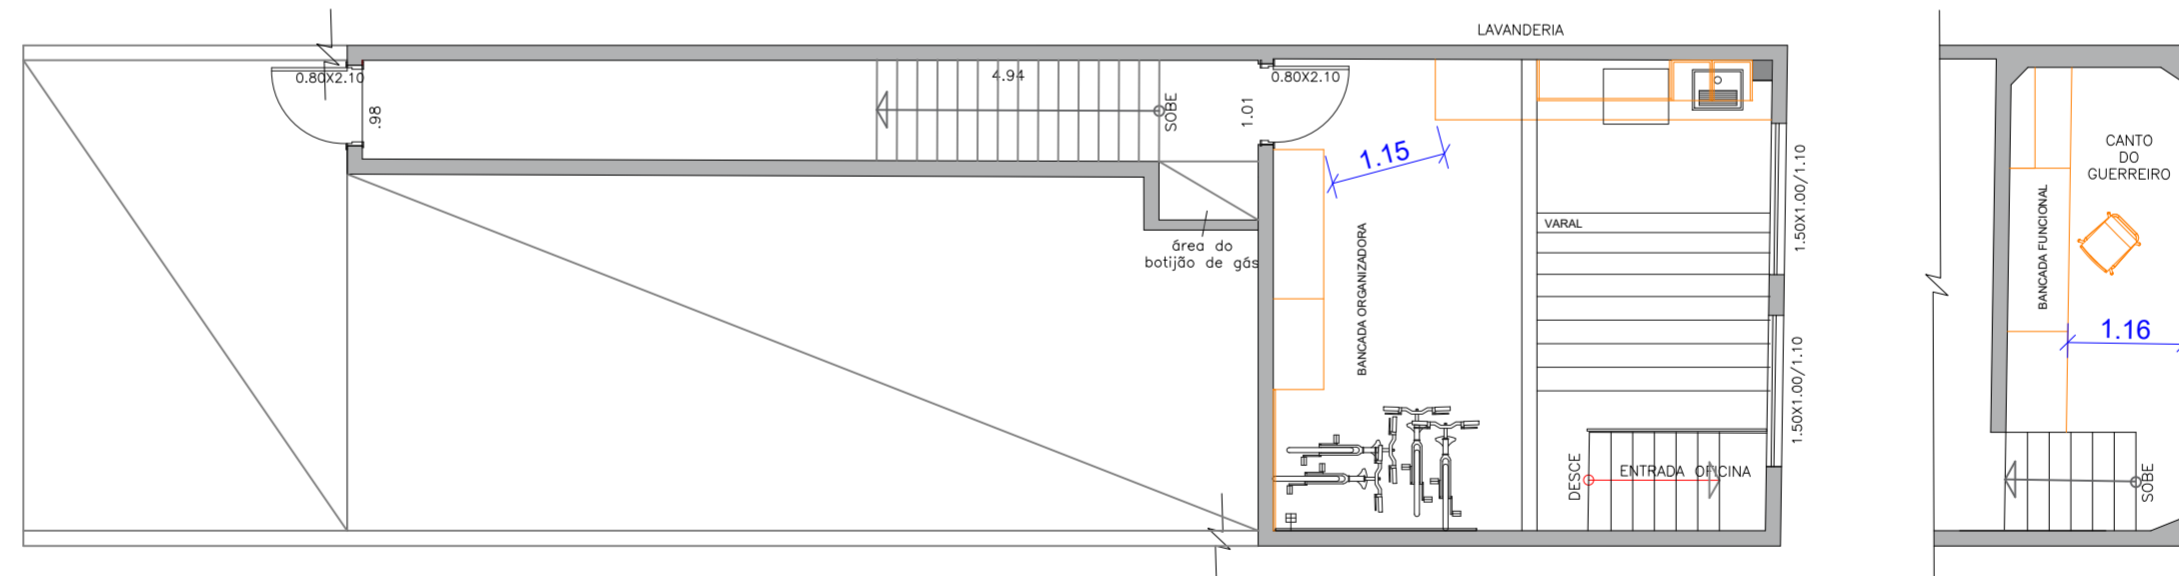 LAVANDERIA
0.80X2.10
.98
4.94
SOBE
1.01
0.80X2.10
1.15
área do
botijão de gás
BANCADA ORGANIZADORA
VARAL
1.50X1.00/1.10
1.50X1.00/1.10
DESCE
ENTRADA OFICINA
CANTO
DO
GUERREIRO
BANCADA FUNCIONAL
1.16
SOBE